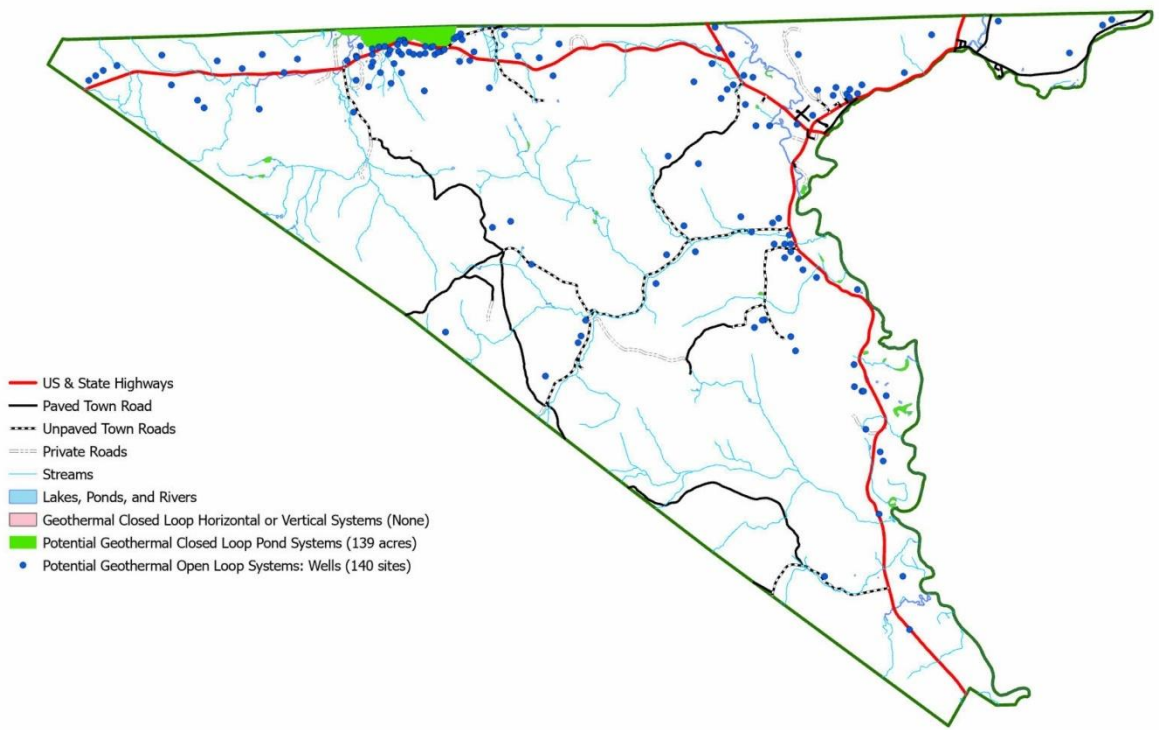 US & State Highways
Paved Town Road
Unpaved Town Roads
Private Roads
Streams
Lakes, Ponds, and Rivers
Geothermal Closed Loop Horizontal or Vertical Systems (None)
Potential Geothermal Closed Loop Pond Systems (139 acres)
Potential Geothermal Open Loop Systems: Wells (140 sites)